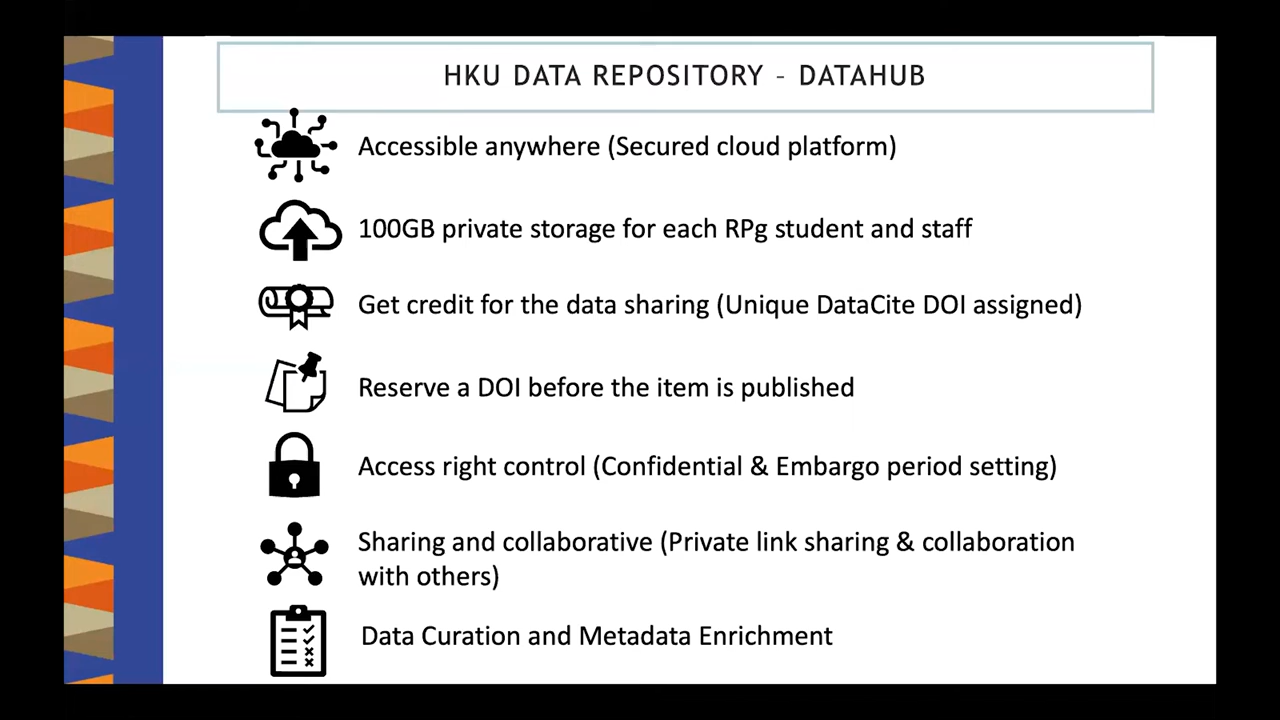 HKU DATA REPOSITORY - DATAHUB
Accessible anywhere (Secured cloud platform)
100GB private storage for each RPg student and staff
Get credit for the data sharing (Unique DataCite DOI assigned)
Reserve a DOI before the item is published
Access right control (Confidential & Embargo period setting)
Sharing and collaborative (Private link sharing & collaboration
with others)
Data Curation and Metadata Enrichment